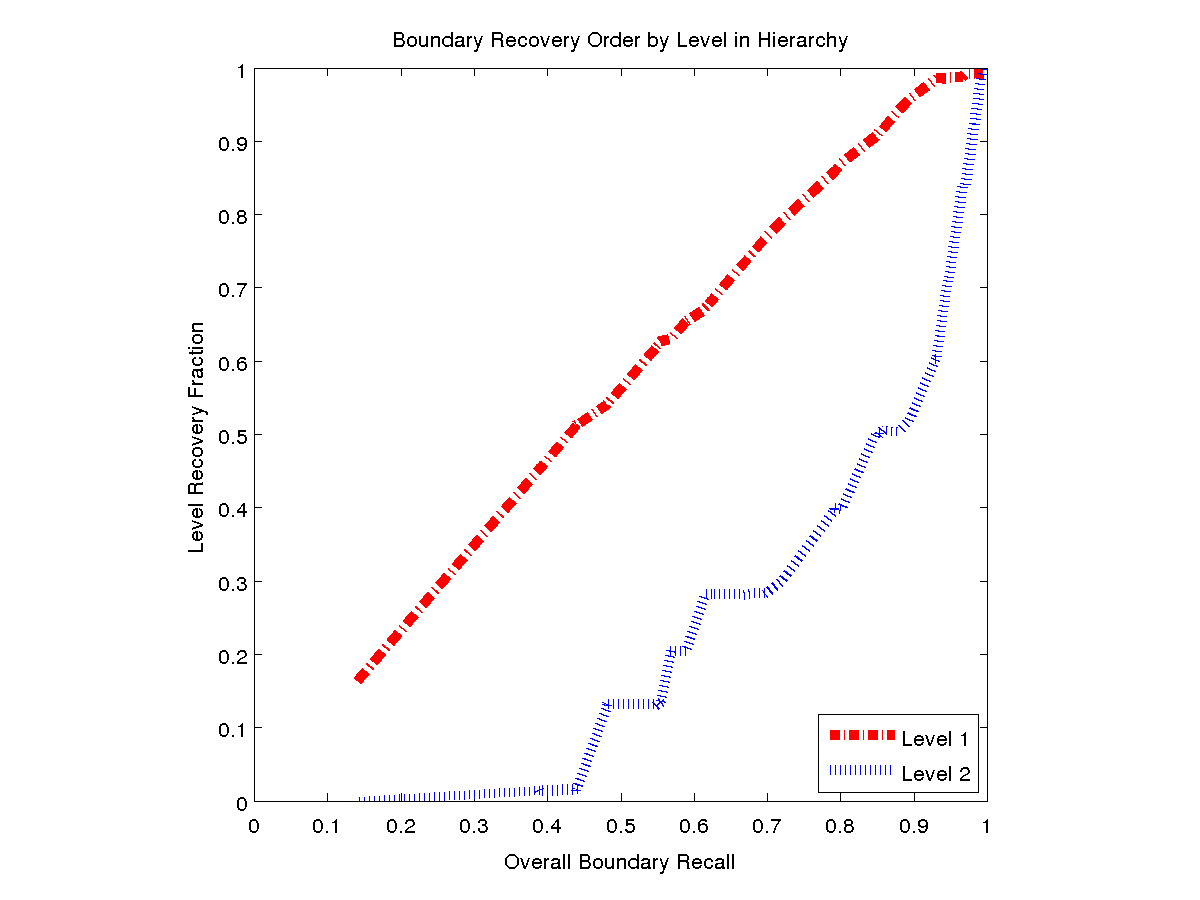 Boundary Recovery Order by Level in Hierarchy
1
0.9
0.8
0.7
0.6
0.5
0.4
0.3
0.2
0.1
0
Level Recovery Fraction
Level 1
Level 2
0 0.1 0.2 0.3 0.4 0.5 0.6 0.7 0.8 0.9 1
Overall Boundary Recall